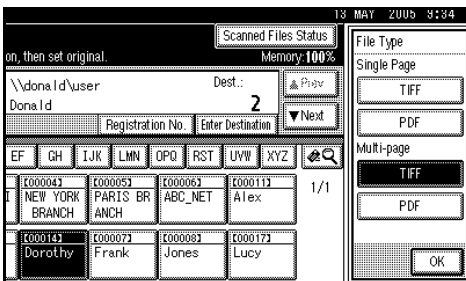 13 MAY 2005 9:34
Scanned Files Status
on, then set original.
Memory:100%
\\donald\user
Dest.:
Donald
2
▲Prev.
Registration No.
Enter Destination
▼Next
EF GH IJK LMN OPQ RST UVW XYZ
1/1
[00004] [00005] [00006] [00011]
I NEW YORK PARIS BR ABC_NET Alex
BRANCH ANCH
[00014] [00007] [00008] [00017]
Dorothy Frank Jones Lucy
File Type
Single Page
TIFF
PDF
Multi-page
TIFF
PDF
OK